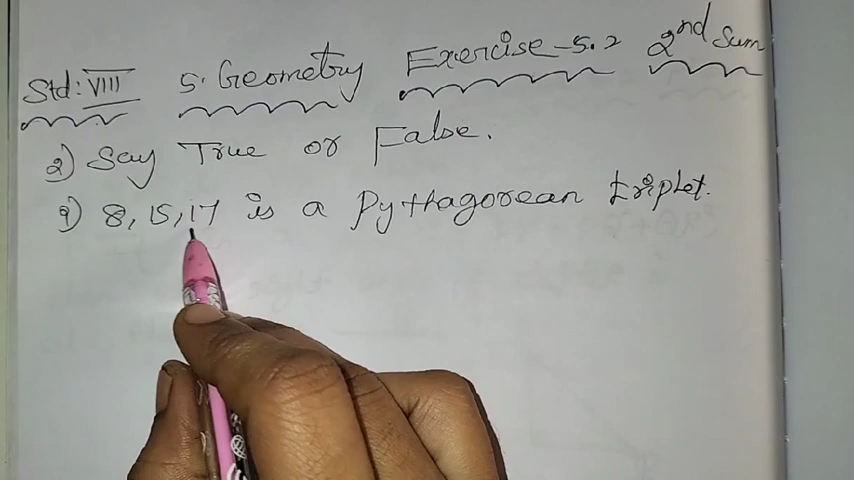 Std: VIII 5. Geometry Exercise-5.2 2nd Sum
2) Say True or False.
i) 8, 15, 17 is a Pythagorean triplet.